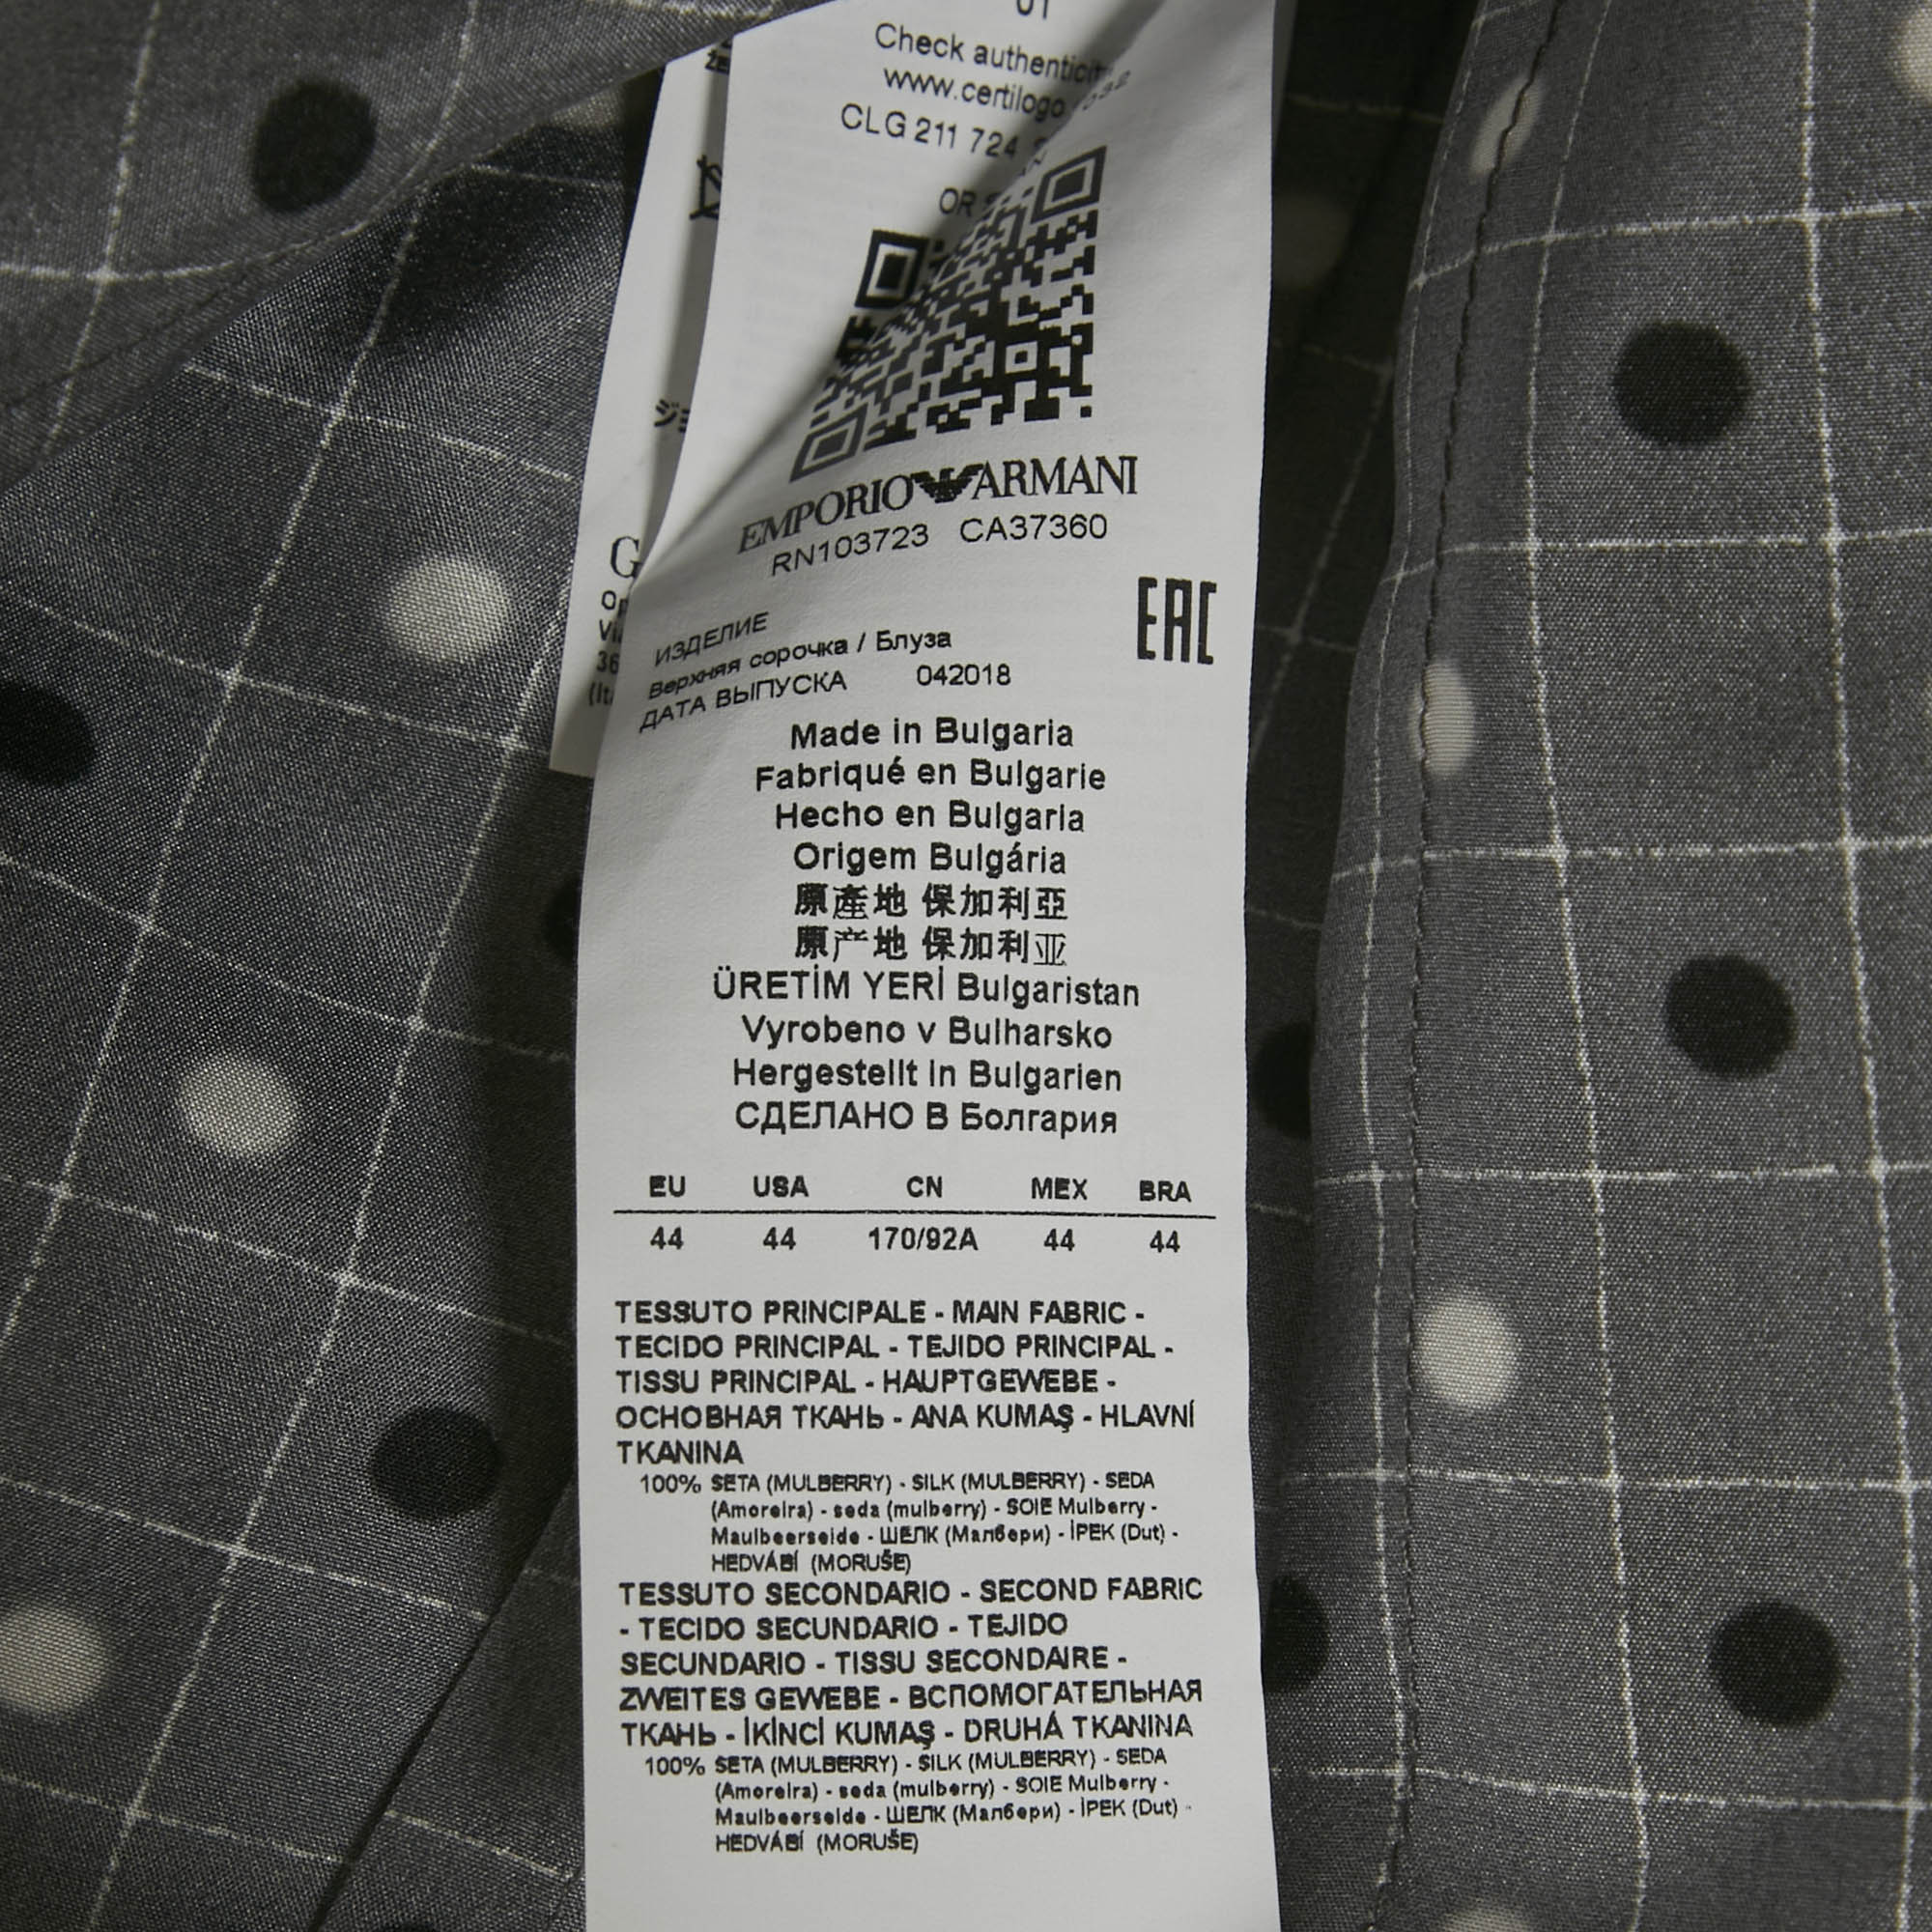 01
Check authenticity
www.certilogo
CLG 211 724
OR
EMPORIO ARMANI
RN103723 CA37360
EAC
ИЗДЕЛИЕ
Верхняя сорочка / Блуза
ДАТА ВЫПУСКА 042018
Made in Bulgaria
Fabriqué en Bulgarie
Hecho en Bulgaria
Origem Bulgária
原產地 保加利亞
原产地 保加利亚
ÜRETİM YERİ Bulgaristan
Vyrobeno v Bulharsko
Hergestellt in Bulgarien
СДЕЛАНО В Болгария
EU USA CN MEX BRA
44 44 170/92A 44 44
TESSUTO PRINCIPALE - MAIN FABRIC -
TECIDO PRINCIPAL - TEJIDO PRINCIPAL -
TISSU PRINCIPAL - HAUPTGEWEBE -
ОСНОВНАЯ ТКАНЬ - ANA KUMAŞ - HLAVNÍ
TKANINA
100% SETA (MULBERRY) - SILK (MULBERRY) - SEDA
(Amoreira) - seda (mulberry) - SOIE Mulberry -
Maulbeerseide - ШЕЛК (Малбери) - İPEK (Dut) -
HEDVÁBÍ (MORUŠE)
TESSUTO SECONDARIO - SECOND FABRIC
- TECIDO SECUNDARIO - TEJIDO
SECUNDARIO - TISSU SECONDAIRE -
ZWEITES GEWEBE - ВСПОМОГАТЕЛЬНАЯ
ТКАНЬ - İKİNCİ KUMAŞ - DRUHÁ TKANINA
100% SETA (MULBERRY) - SILK (MULBERRY) - SEDA
(Amoreira) - seda (mulberry) - SOIE Mulberry -
Maulbeerseide - ШЕЛК (Малбери) - İPEK (Dut) -
HEDVÁBÍ (MORUŠE)